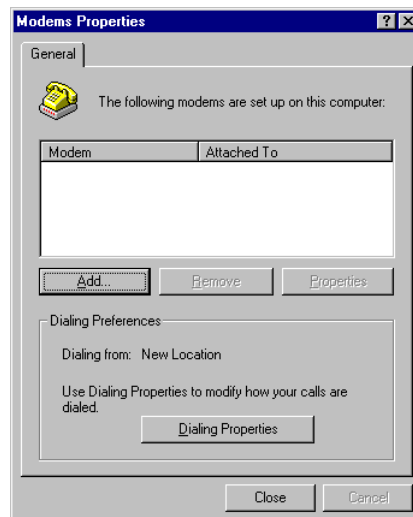 Modems Properties
General
The following modems are set up on this computer:
Modem Attached To
Add... Remove Properties
Dialing Preferences
Dialing from: New Location
Use Dialing Properties to modify how your calls are
dialed.
Dialing Properties
Close Cancel